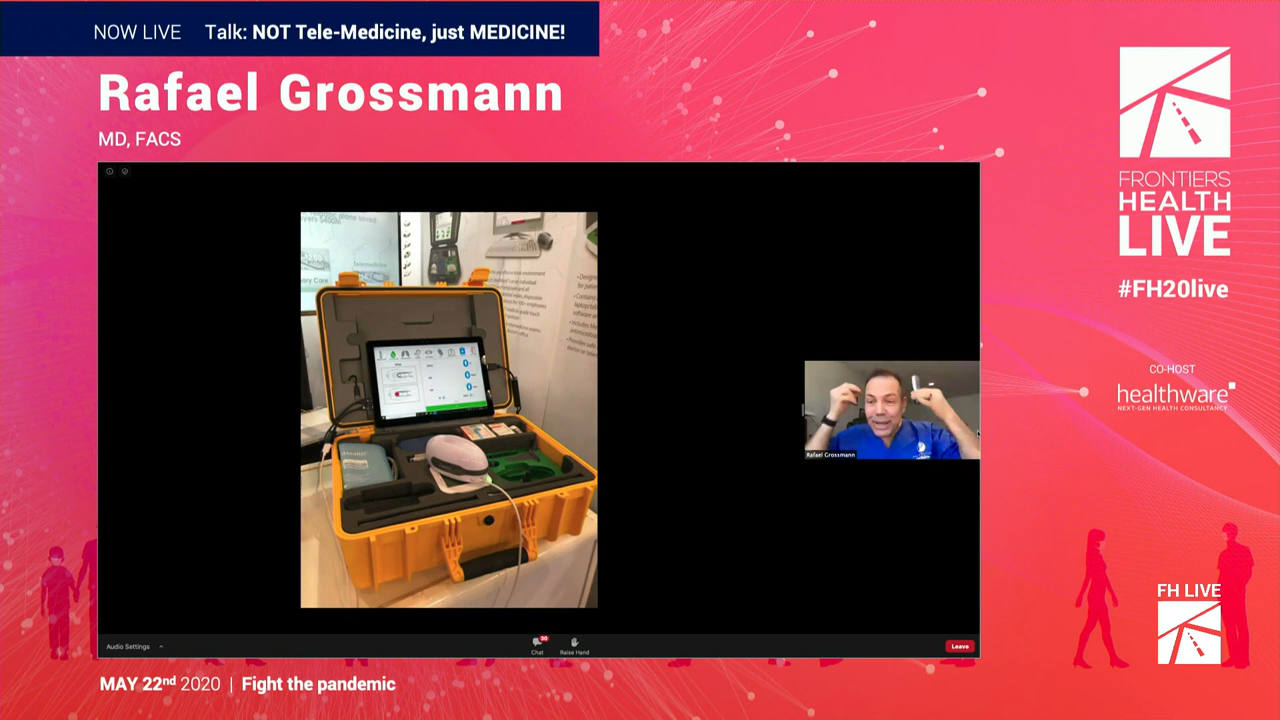 NOW LIVE Talk: NOT Tele-Medicine, just MEDICINE!
Rafael Grossmann
MD, FACS
FRONTIERS
HEALTH
LIVE
#FH20live
CO-HOST
healthware
NEXT-GEN HEALTH CONSULTANCY
Telemedicine
Rafael Grossmann
FH LIVE
Audio Settings
Chat
30
Raise Hand
Leave
MAY 22nd 2020 | Fight the pandemic